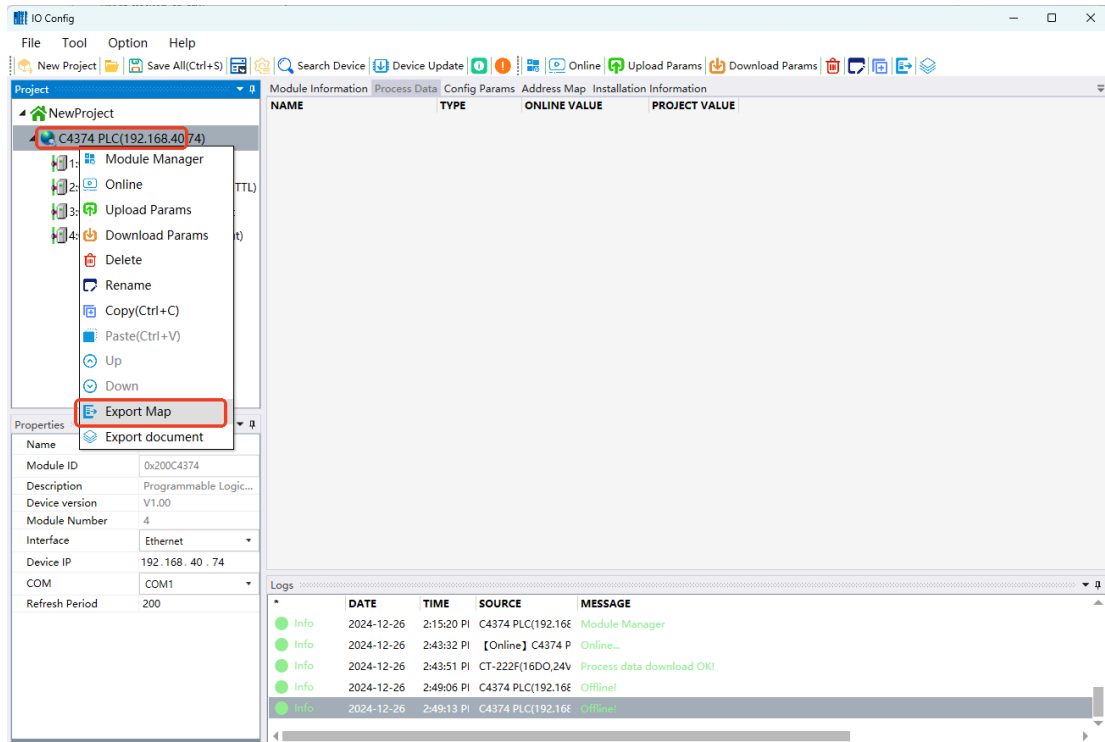 IO Config
File Tool Option Help
New Project Save All(Ctrl+S) Search Device Device Update Online Upload Params Download Params
Project
Module Information Process Data Config Params Address Map Installation Information
NAME TYPE ONLINE VALUE PROJECT VALUE
NewProject
C4374 PLC(192.168.40.74)
1:
2: TTL)
3:
4: t)
Module Manager
Online
Upload Params
Download Params
Delete
Rename
Copy(Ctrl+C)
Paste(Ctrl+V)
Up
Down
Export Map
Export document
Properties
Name
Module ID 0x200C4374
Description Programmable Logic...
Device version V1.00
Module Number 4
Interface Ethernet
Device IP 192.168. 40 . 74
COM COM1
Refresh Period 200
Logs
* DATE TIME SOURCE MESSAGE
Info 2024-12-26 2:15:20 P C4374 PLC(192.168 Module Manager
Info 2024-12-26 2:43:32 P 【Online】C4374 P Online...
Info 2024-12-26 2:43:51 P CT-222F(16DO,24V Process data download OK!
Info 2024-12-26 2:49:06 P C4374 PLC(192.168 Offline!
Info 2024-12-26 2:49:13 P C4374 PLC(192.168 Offline!